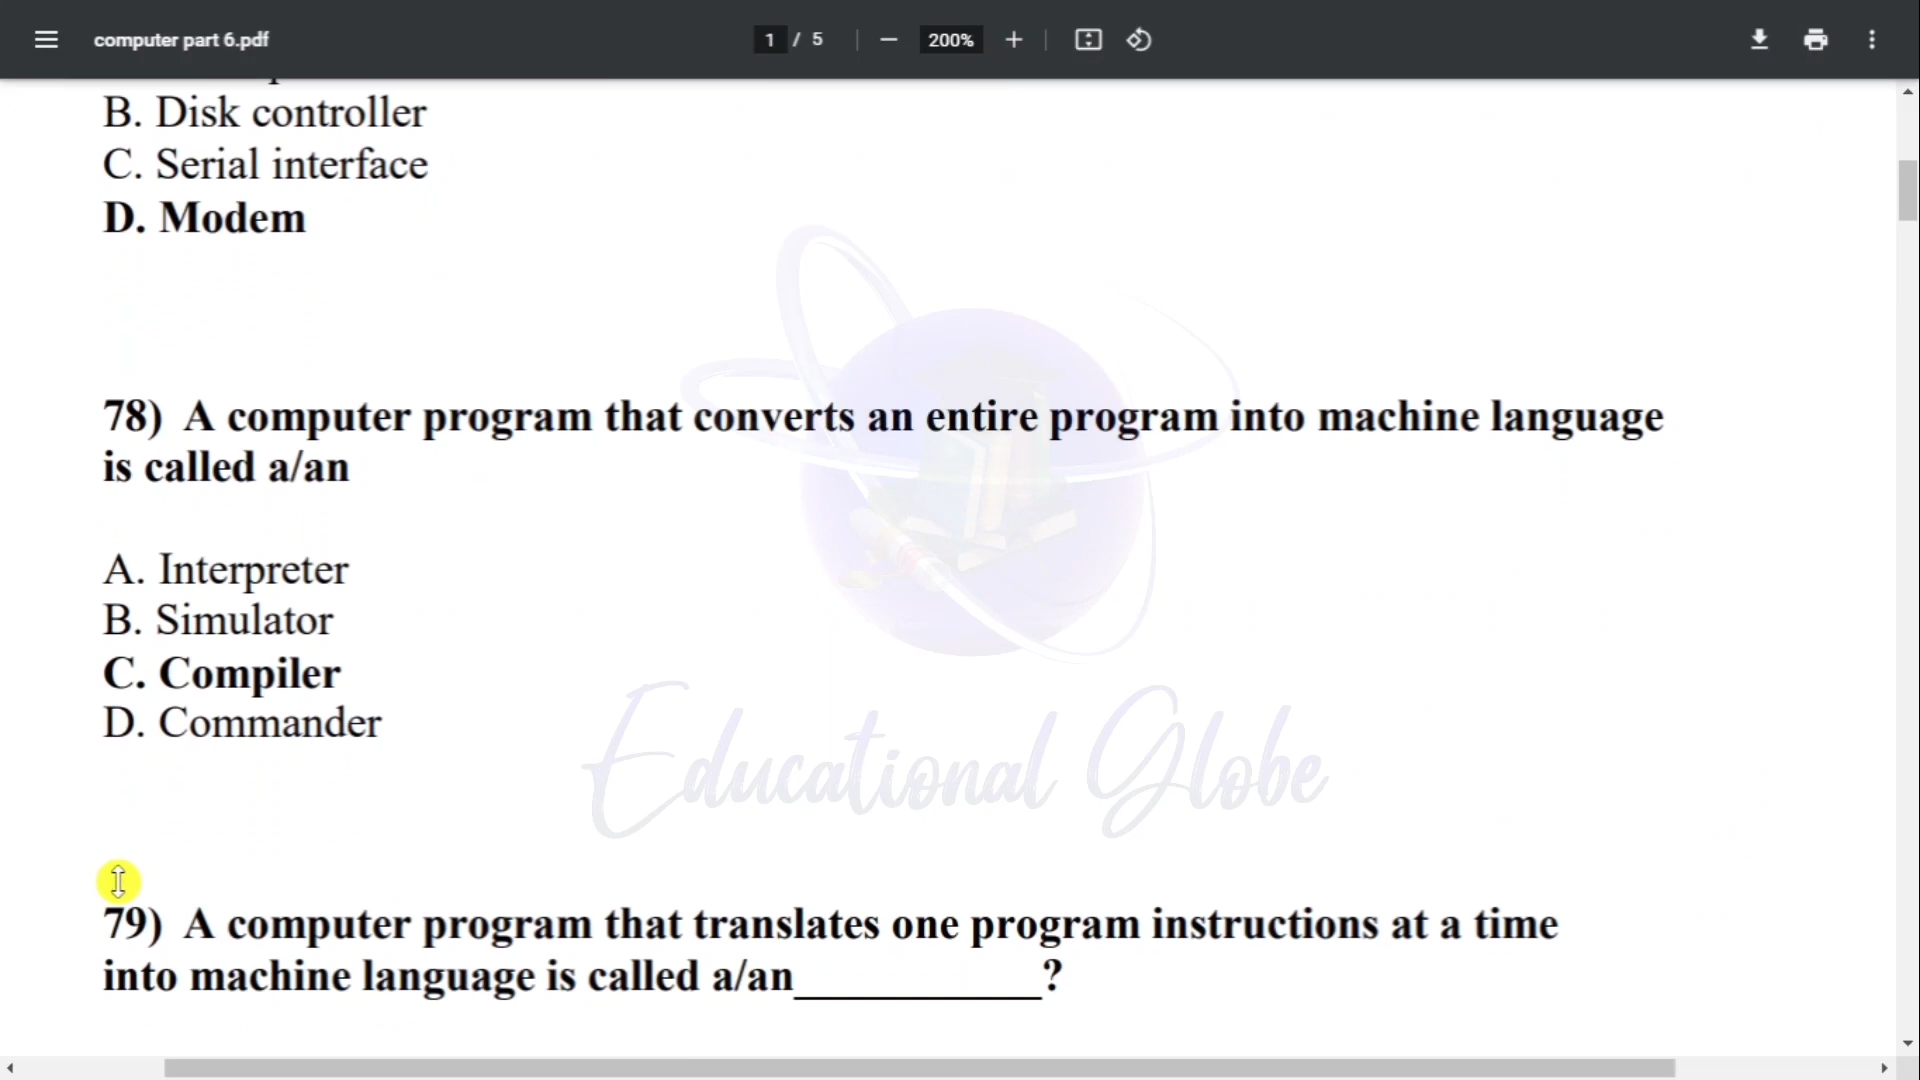 computer part 6.pdf
1 / 5
200%
B. Disk controller
C. Serial interface
D. Modem
78) A computer program that converts an entire program into machine language
is called a/an
A. Interpreter
B. Simulator
C. Compiler
D. Commander
Educational Globe
79) A computer program that translates one program instructions at a time
into machine language is called a/an___________?